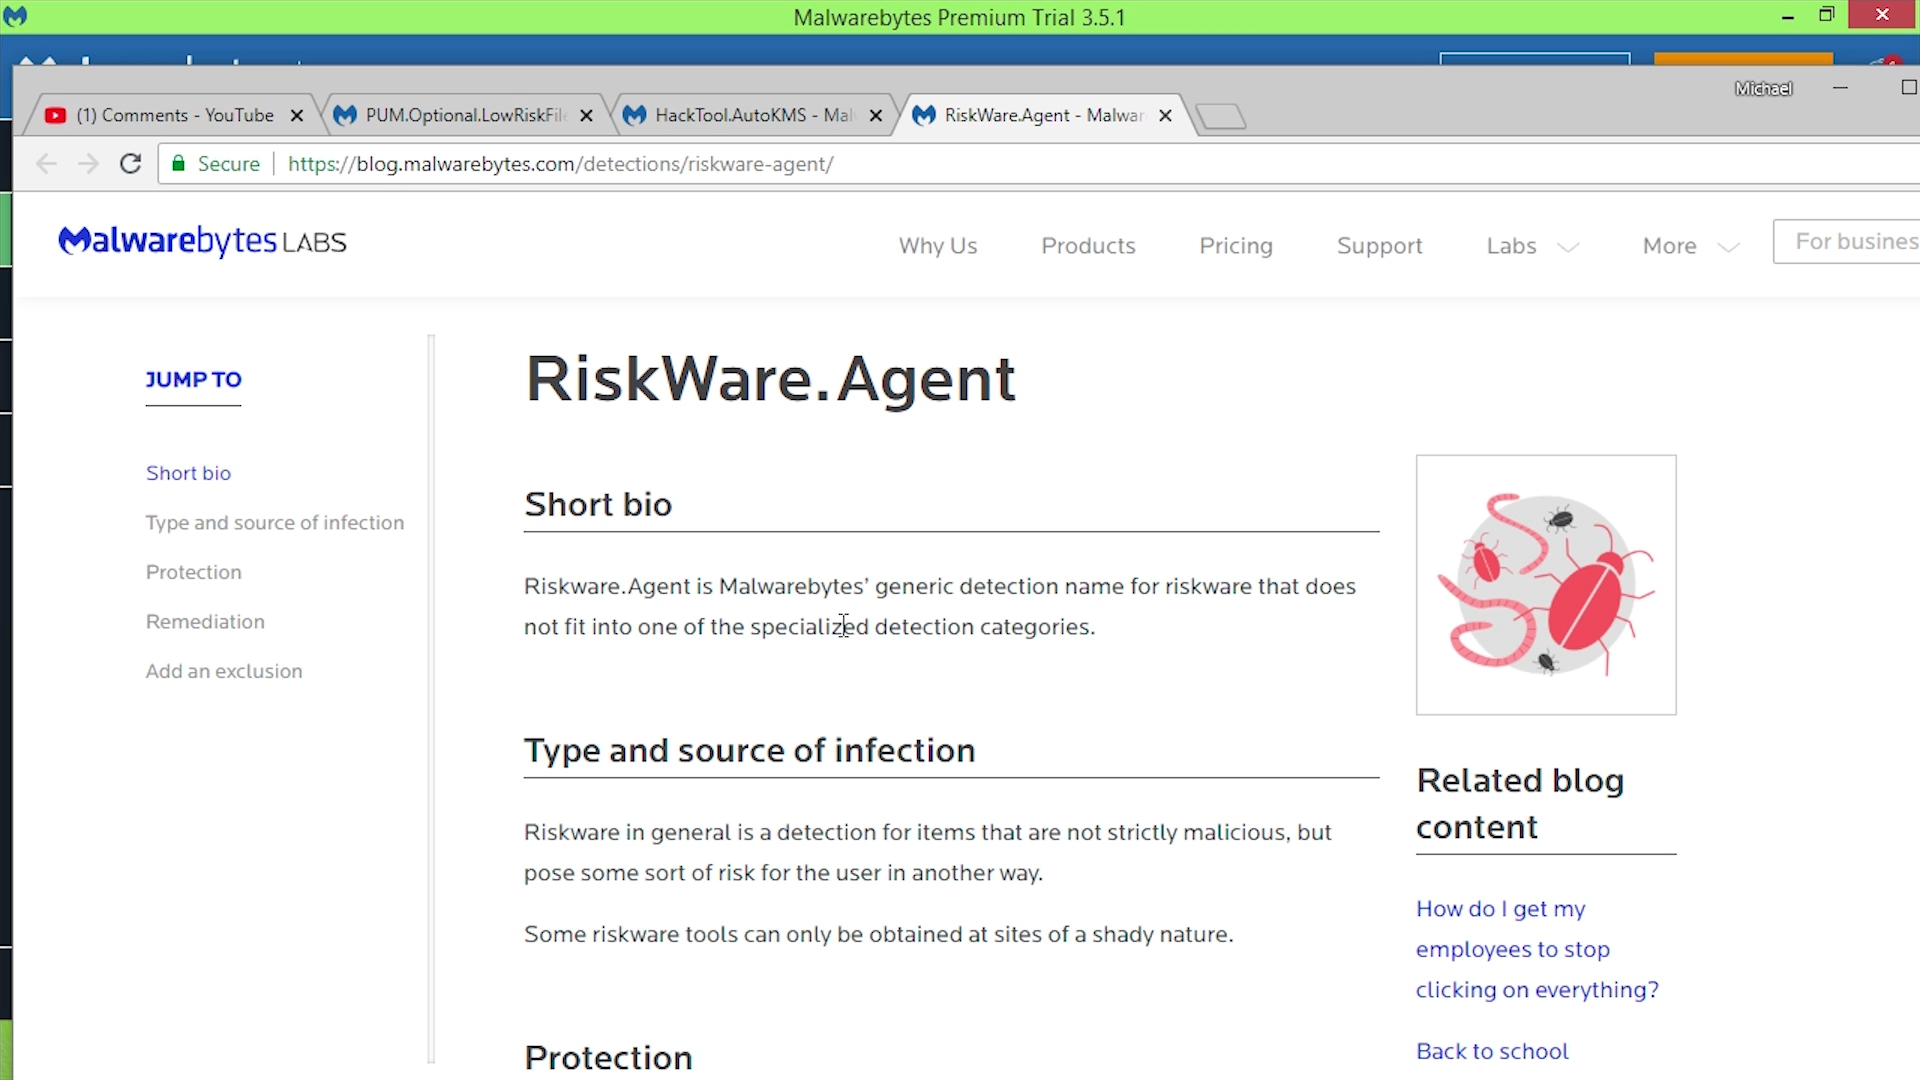 Malwarebytes Premium Trial 3.5.1
Michael
(1) Comments - YouTube
PUM.Optional.LowRiskFil
HackTool.AutoKMS - Mal
RiskWare.Agent - Malwar
Secure
https://blog.malwarebytes.com/detections/riskware-agent/
Malwarebytes LABS
Why Us
Products
Pricing
Support
Labs
More
For busines
JUMP TO
Short bio
Type and source of infection
Protection
Remediation
Add an exclusion
RiskWare.Agent
Short bio
Riskware.Agent is Malwarebytes’ generic detection name for riskware that does
not fit into one of the specialized detection categories.
Type and source of infection
Riskware in general is a detection for items that are not strictly malicious, but
pose some sort of risk for the user in another way.
Some riskware tools can only be obtained at sites of a shady nature.
Protection
Related blog
content
How do I get my
employees to stop
clicking on everything?
Back to school